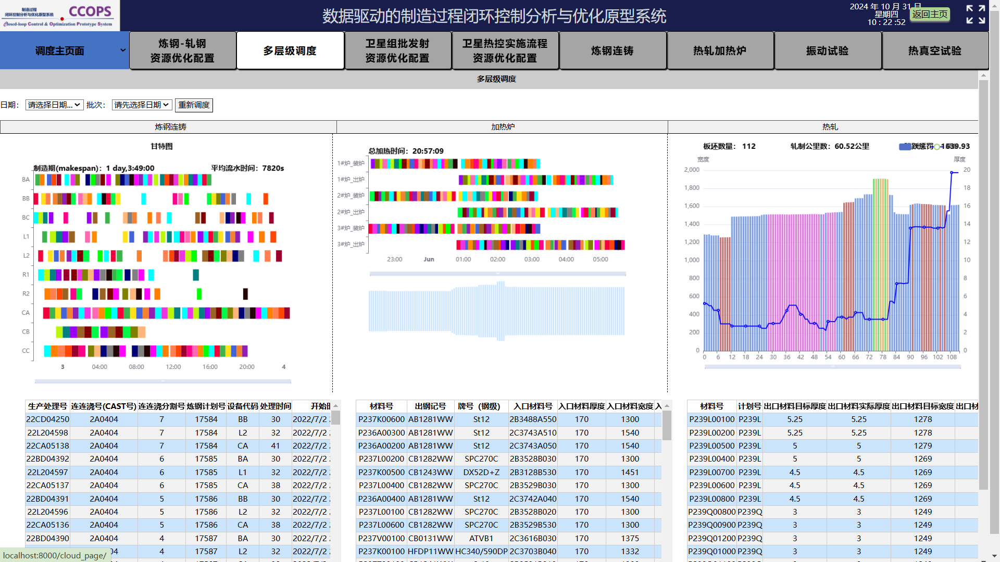 制造过程
闭环控制分析与优化原型系统
CCOPS
Closed-loop Control & Optimization Prototype System
数据驱动的制造过程闭环控制分析与优化原型系统
2024 年 10 月 31 日
星期四
10 : 22 :52
返回主页
调度主页面
炼钢-轧钢
资源优化配置
多层级调度
卫星组批发射
资源优化配置
卫星热控实施流程
资源优化配置
炼钢连铸
热轧加热炉
振动试验
热真空试验
多层级调度
日期： 请选择日期... 批次： 请先选择日期 重新调度
炼钢连铸 加热炉 热轧
甘特图
制造期(makespan)：1 day,3:49:00 平均流水时间：7820s
BA
BB
BC
L1
L2
R1
R2
CA
CB
CC
3 04:00 08:00 12:00 16:00 20:00 4
总加热时间：20:57:09
1#炉_装炉
1#炉_出炉
2#炉_装炉
2#炉_出炉
3#炉_装炉
3#炉_出炉
23:00 Jun 01:00 02:00 03:00 04:00 05:00
板坯数量： 112 轧制公里数：60.52公里
宽度 厚度
2,000 20
1,800 18
1,600 16
1,400 14
1,200 12
1,000 10
800 8
600 6
400 4
200 2
0 0
0 6 12 18 24 30 36 42 48 54 60 66 72 78 84 90 96 102 108
生产处理号 连连浇号(CAST号) 连连浇分割号 炼钢计划号 设备代码 处理时间 开始
22CD04250 2A0404 7 17584 BB 30 2022/7/2
22L204598 2A0404 7 17584 L2 32 2022/7/2
22CA05138 2A0404 7 17584 CA 41 2022/7/2
22BD04392 2A0404 6 17585 BA 30 2022/7/2
22L204597 2A0404 6 17585 L1 32 2022/7/2
22CA05137 2A0404 6 17585 CA 38 2022/7/2
22BD04391 2A0404 5 17586 BB 30 2022/7/2
22L204596 2A0404 5 17586 L2 32 2022/7/2
22CA05136 2A0404 5 17586 CA 38 2022/7/2
22BD04390 2A0404 4 17587 BA 30 2022/7/2
04 4 17587 L2 32 2022/7/2
材料号 出钢记号 牌号（钢级） 入口材料号 入口材料厚度 入口材料宽度 入
P237K00600 AB1281WW St12 2B3488A550 170 1300
P236A00300 AB1281WW St12 2C3743A510 170 1540
P236A00200 AB1281WW St12 2C3743A050 170 1540
P237L00200 CB1282WW SPC270C 2B3528B030 170 1300
P237K00500 CB1243WW DX52D+Z 2B3128B530 170 1451
P237L00400 CB1282WW SPC270C 2B3529B030 170 1300
P236A00400 AB1281WW St12 2C3742A040 170 1540
P237L00100 CB1282WW SPC270C 2B3528B020 170 1300
P237L00600 CB1282WW SPC270C 2B3529B530 170 1300
P237V00100 CB0131WW ATVB1 2C3616B030 170 1375
P237K00100 HFDP11WW HC340/590DP 2C3703B040 170 1332
材料号 计划号 出口材料目标厚度 出口材料实际厚度 出口材料目标宽度 出口材
P239L00100 P239L 5.25 5.25 1278
P239L00200 P239L 5.25 5.25 1278
P239L00500 P239L 5 5 1279
P239L00400 P239L 5 5 1269
P239L00700 P239L 4.5 4.5 1269
P239L00600 P239L 4.5 4.5 1269
P239L00800 P239L 4.5 4.5 1269
P239Q00800 P239Q 3 3 1249
P239Q00900 P239Q 3 3 1249
P239Q01200 P239Q 3 3 1249
P239Q01000 P239Q 3 3 1249
localhost:8000/cloud_page/